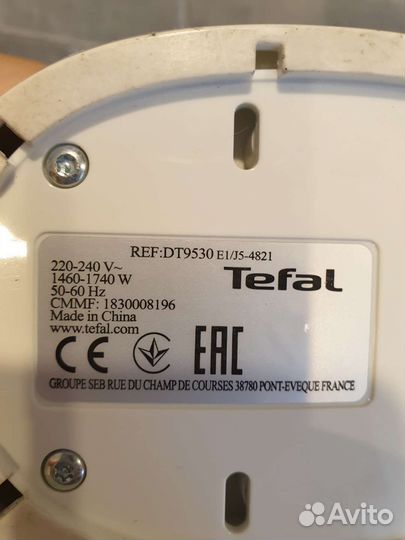 REF:DT9530 E1/J5-4821
220-240 V~
1460-1740 W
50-60 Hz
CMMF: 1830008196
Made in China
www.tefal.com
Tefal
CE
EAC
GROUPE SEB RUE DU CHAMP DE COURSES 38780 PONT-EVEQUE FRANCE
Avito